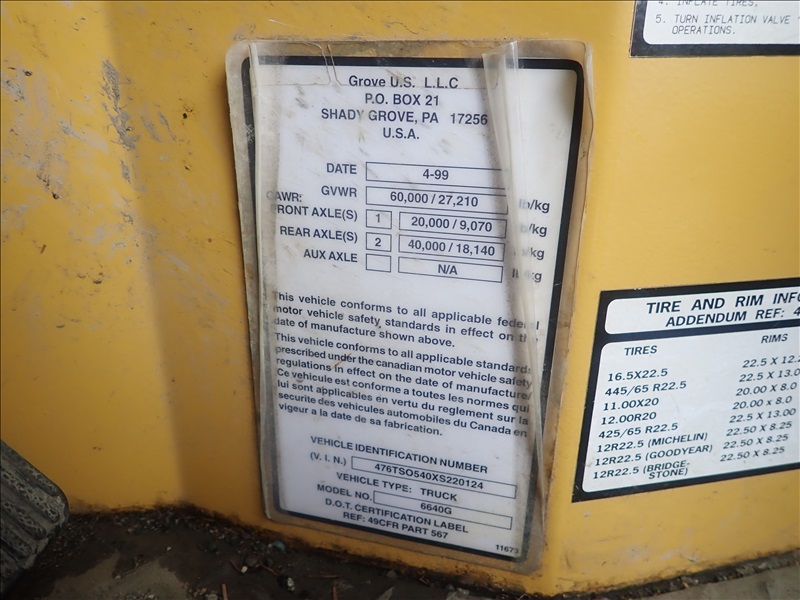 4. INFLATE TIRES.
5. TURN INFLATION VALVE
OPERATIONS.
Grove U.S. L.L.C
P.O. BOX 21
SHADY GROVE, PA 17256
U.S.A.
DATE 4-99
GVWR 60,000 / 27,210 lb/kg
GAWR:
FRONT AXLE(S) 1 20,000 / 9,070 lb/kg
REAR AXLE(S) 2 40,000 / 18,140 lb/kg
AUX AXLE N/A lb/kg
This vehicle conforms to all applicable federal
motor vehicle safety standards in effect on the
date of manufacture shown above.
This vehicle conforms to all applicable standards
prescribed under the canadian motor vehicle safety
regulations in effect on the date of manufacture/
Ce vehicule est conforme a toutes les normes qui
lui sont applicables en vertu du reglement sur la
securite des vehicules automobiles du Canada en
vigeur a la date de sa fabrication.
VEHICLE IDENTIFICATION NUMBER
(V. I. N.) 476TSO540XS220124
VEHICLE TYPE: TRUCK
MODEL NO. 6640G
D.O.T. CERTIFICATION LABEL
REF: 49CFR PART 567
11673
TIRE AND RIM INFO
ADDENDUM REF: 4
TIRES RIMS
16.5X22.5 22.5 X 12.2
445/65 R22.5 22.5 X 13.0
11.00X20 20.00 X 8.0
12.00R20 20.00 X 8.0
425/65 R22.5 22.5 X 13.00
12R22.5 (MICHELIN) 22.50 X 8.25
12R22.5 (GOODYEAR) 22.50 X 8.25
12R22.5 (BRIDGE- 22.50 X 8.25
STONE)